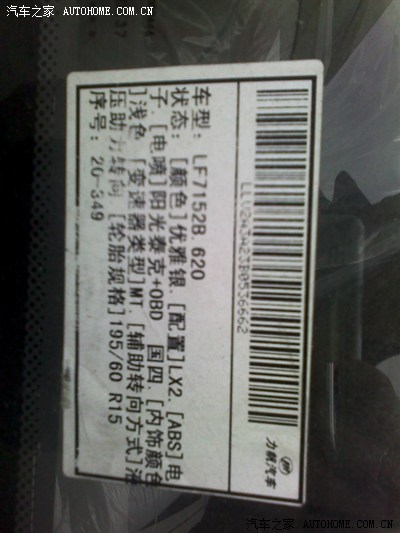 汽车之家 AUTOHOME.COM.CN
LLV2A3A23B0536662
车型: LF7152B.620
状态: [颜色]优雅银. [配置]LX2. [ABS]电
子. [电喷]阳光泰克+OBD 国四. [内饰颜色
]浅色. [变速器类型]MT. [辅助转向方式]液
压助力转向. [轮胎规格]195/60 R15
序号: 20-349
力帆汽车
汽车之家 AUTOHOME.COM.CN